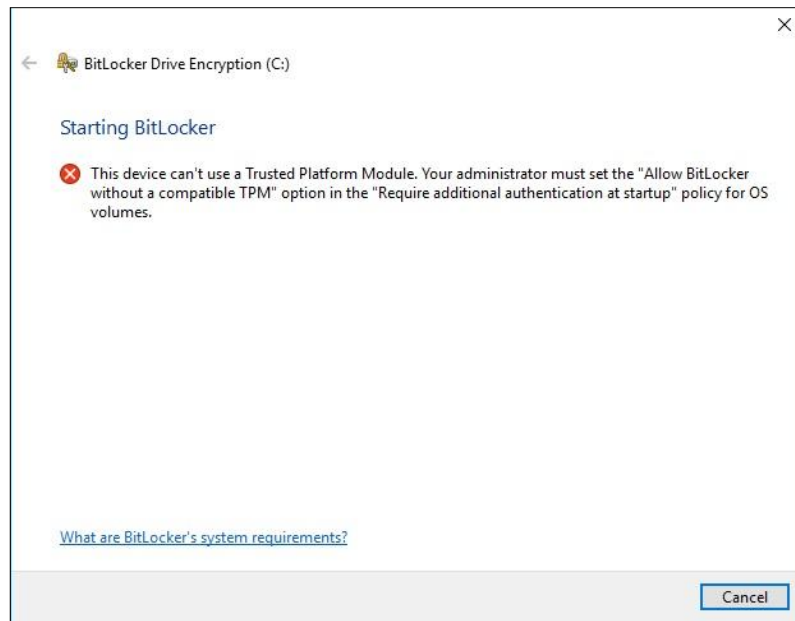 BitLocker Drive Encryption (C:)
Starting BitLocker
This device can't use a Trusted Platform Module. Your administrator must set the "Allow BitLocker
without a compatible TPM" option in the "Require additional authentication at startup" policy for OS
volumes.
What are BitLocker's system requirements?
Cancel